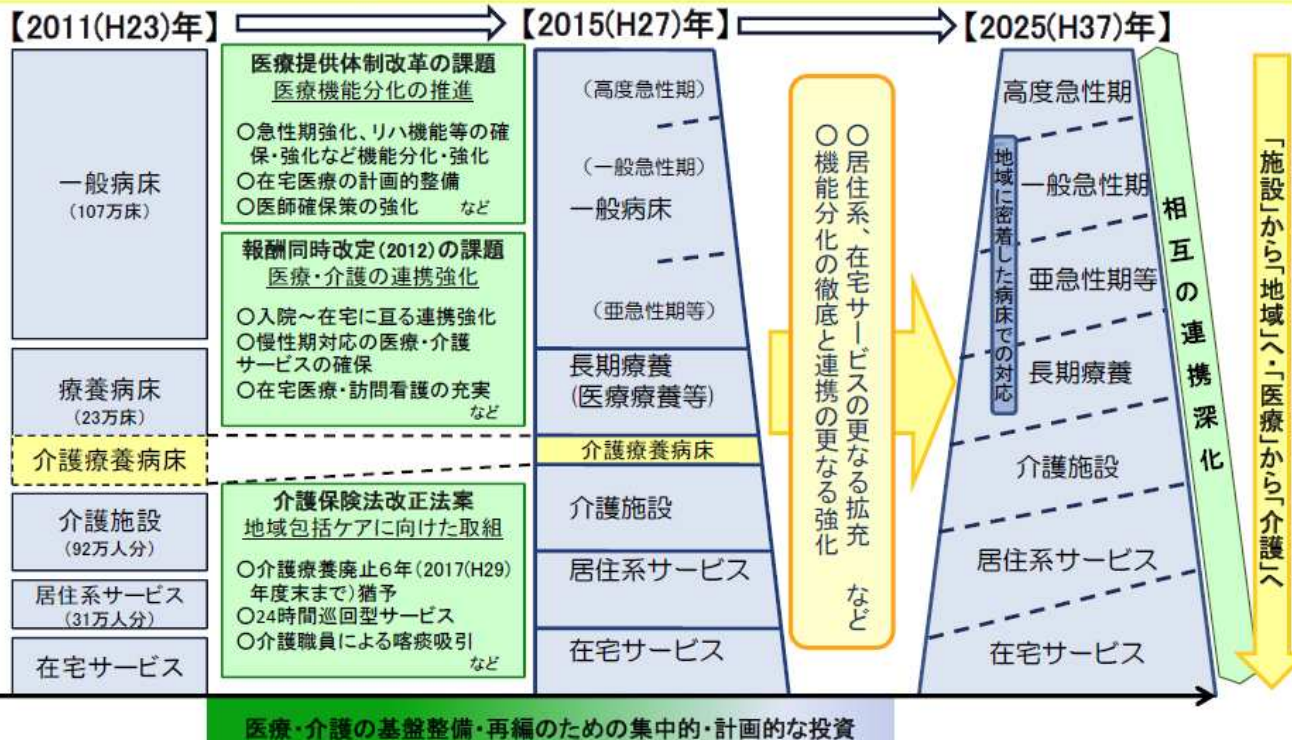 【2011(H23)年】
【2015(H27)年】
【2025(H37)年】
一般病床
(107万床)
療養病床
(23万床)
介護療養病床
介護施設
(92万人分)
居住系サービス
(31万人分)
在宅サービス
医療提供体制改革の課題
医療機能分化の推進
○急性期強化、リハ機能等の確
保・強化など機能分化・強化
○在宅医療の計画的整備
○医師確保策の強化 など
報酬同時改定(2012)の課題
医療・介護の連携強化
○入院～在宅に亘る連携強化
○慢性期対応の医療・介護
サービスの確保
○在宅医療・訪問看護の充実
など
介護保険法改正法案
地域包括ケアに向けた取組
○介護療養廃止6年(2017(H29)
年度末まで)猶予
○24時間巡回型サービス
○介護職員による喀痰吸引
など
(高度急性期)
(一般急性期)
一般病床
(亜急性期等)
長期療養
(医療療養等)
介護療養病床
介護施設
居住系サービス
在宅サービス
○居住系、在宅サービスの更なる拡充
○機能分化の徹底と連携の更なる強化 など
高度急性期
一般急性期
亜急性期等
長期療養
介護施設
居住系サービス
在宅サービス
地域に密着した病床での対応
相互の連携深化
「施設」から「地域」へ・「医療」から「介護」へ
医療・介護の基盤整備・再編のための集中的・計画的な投資